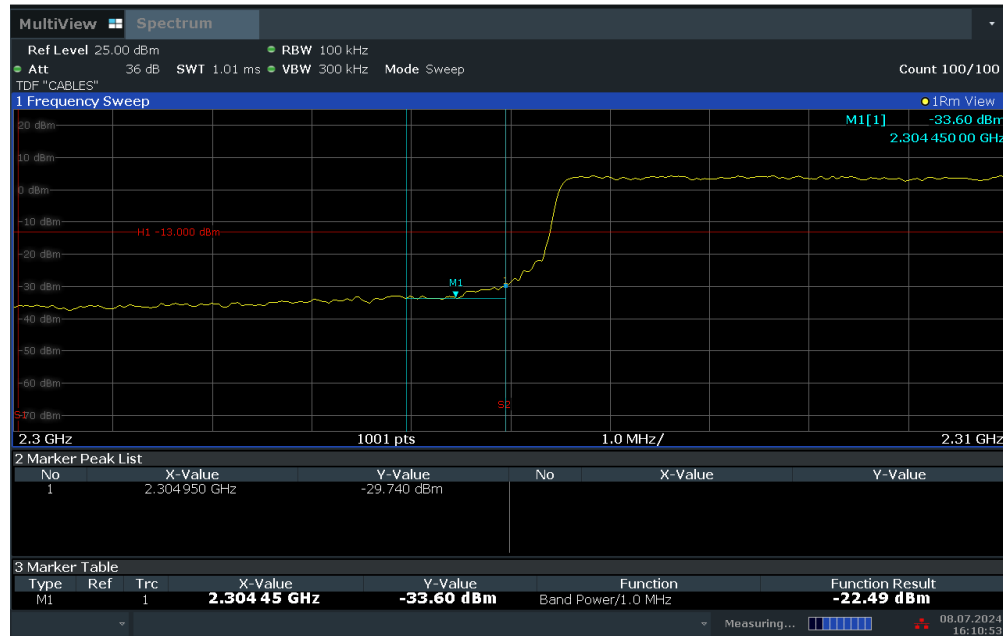 MultiView Spectrum
Ref Level 25.00 dBm RBW 100 kHz
Att 36 dB SWT 1.01 ms VBW 300 kHz Mode Sweep Count 100/100
TDF "CABLES"
1 Frequency Sweep 1Rm View
M1[1] -33.60 dBm
2.304 450 00 GHz
20 dBm
10 dBm
0 dBm
-10 dBm
H1 -13.000 dBm
-20 dBm
M1 1
-30 dBm
-40 dBm
-50 dBm
-60 dBm
S2
S1 -70 dBm
2.3 GHz 1001 pts 1.0 MHz/ 2.31 GHz
2 Marker Peak List
No X-Value Y-Value No X-Value Y-Value
1 2.304 950 GHz -29.740 dBm
3 Marker Table
Type Ref Trc X-Value Y-Value Function Function Result
M1 1 2.304 45 GHz -33.60 dBm Band Power/1.0 MHz -22.49 dBm
Measuring... 08.07.2024
16:10:53